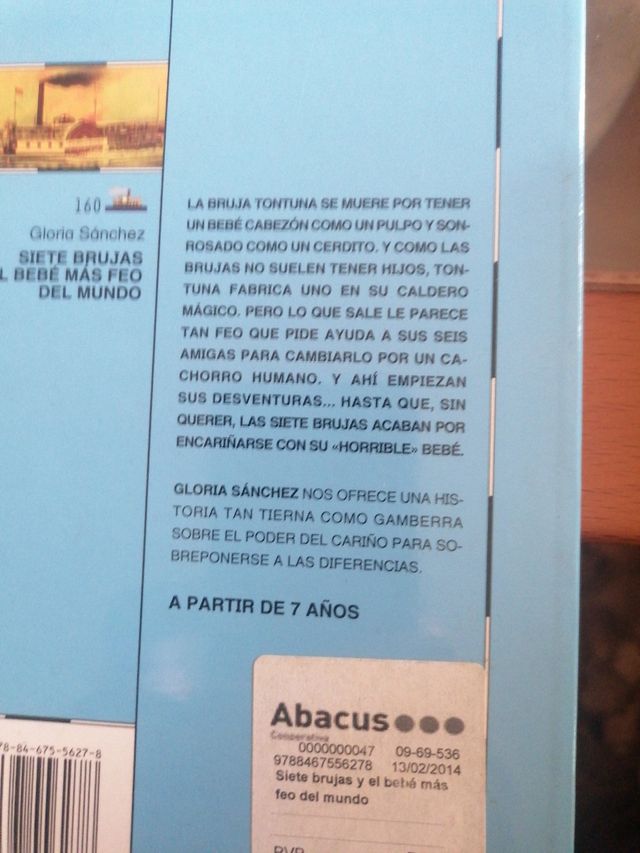 160
Gloria Sánchez
SIETE BRUJAS
L BEBÉ MÁS FEO
DEL MUNDO
LA BRUJA TONTUNA SE MUERE POR TENER
UN BEBÉ CABEZÓN COMO UN PULPO Y SON-
ROSADO COMO UN CERDITO. Y COMO LAS
BRUJAS NO SUELEN TENER HIJOS, TON-
TUNA FABRICA UNO EN SU CALDERO
MÁGICO. PERO LO QUE SALE LE PARECE
TAN FEO QUE PIDE AYUDA A SUS SEIS
AMIGAS PARA CAMBIARLO POR UN CA-
CHORRO HUMANO. Y AHÍ EMPIEZAN
SUS DESVENTURAS... HASTA QUE, SIN
QUERER, LAS SIETE BRUJAS ACABAN POR
ENCARIÑARSE CON SU «HORRIBLE» BEBÉ.
GLORIA SÁNCHEZ NOS OFRECE UNA HIS-
TORIA TAN TIERNA COMO GAMBERRA
SOBRE EL PODER DEL CARIÑO PARA SO-
BREPONERSE A LAS DIFERENCIAS.
A PARTIR DE 7 AÑOS
78-84-675-5627-8
Abacus
Cooperativa
0000000047 09-69-536
9788467556278 13/02/2014
Siete brujas y el bebé más
feo del mundo
PVP